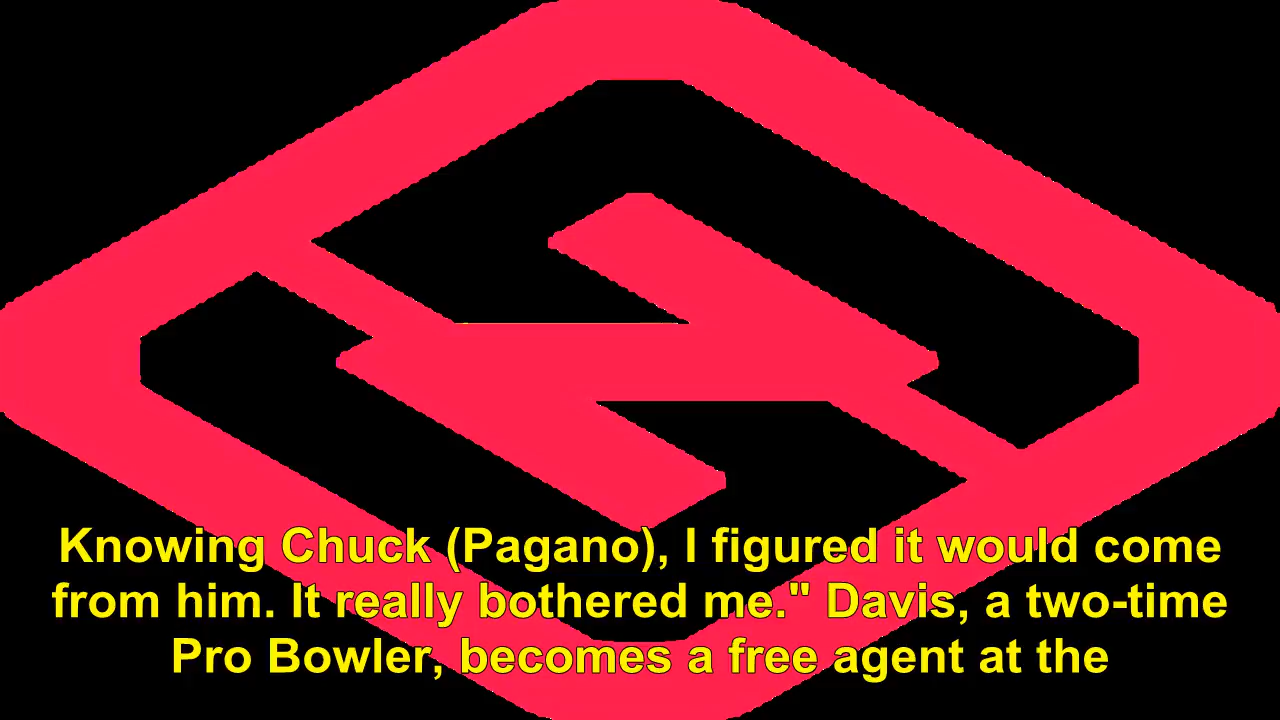 Knowing Chuck (Pagano), I figured it would come
from him. It really bothered me." Davis, a two-time
Pro Bowler, becomes a free agent at the